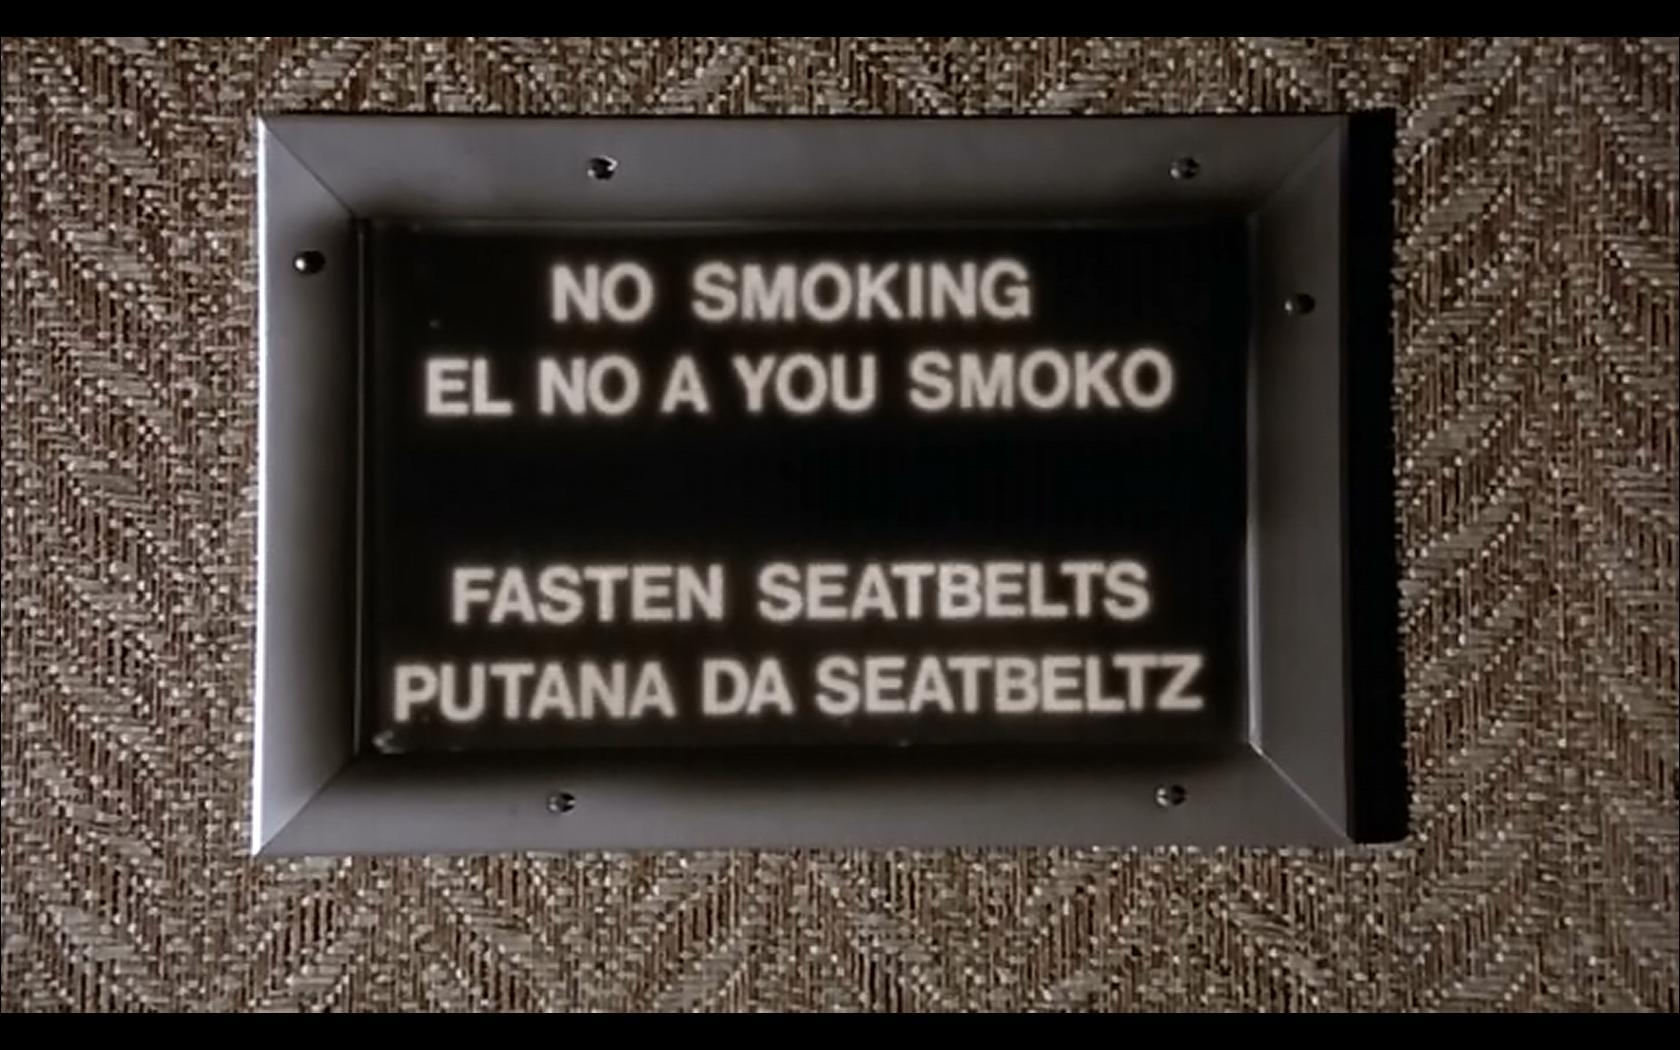 NO SMOKING
EL NO A YOU SMOKO
FASTEN SEATBELTS
PUTANA DA SEATBELTZ